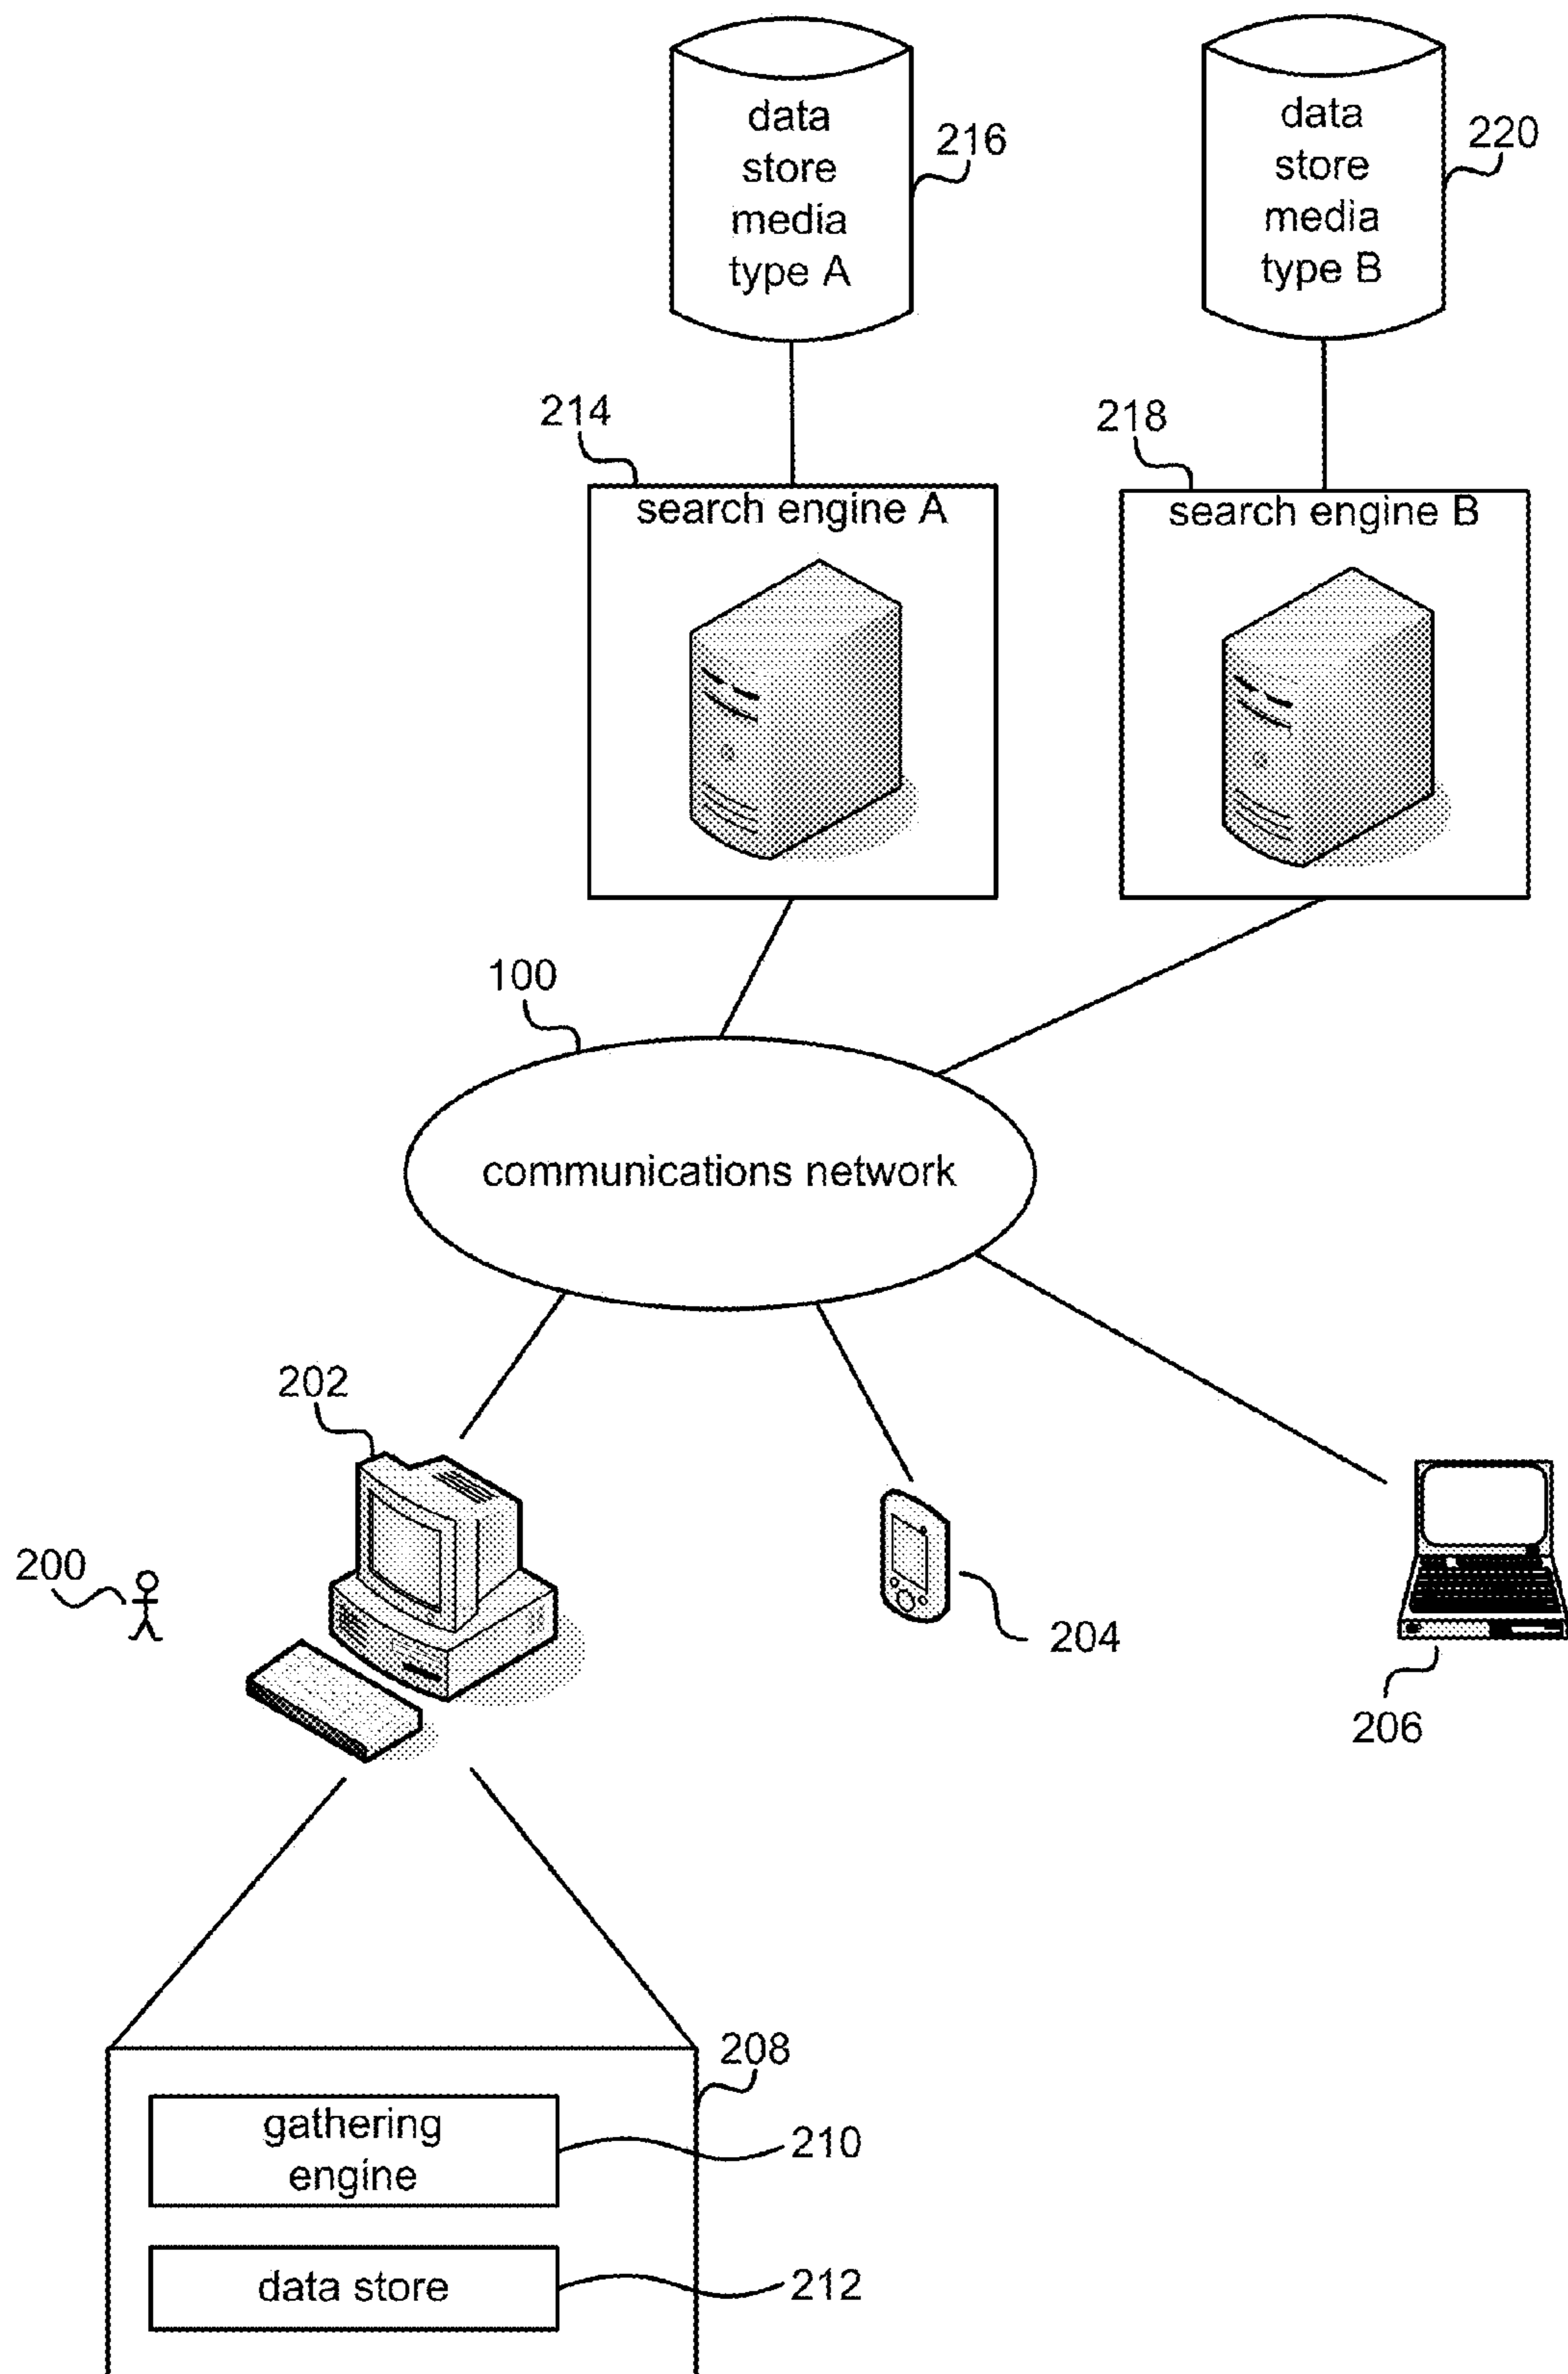 data
store
media
type A
216
data
store
media
type B
220
214
search engine A
218
search engine B
100
communications network
202
200
204
206
208
gathering
engine
210
data store
212